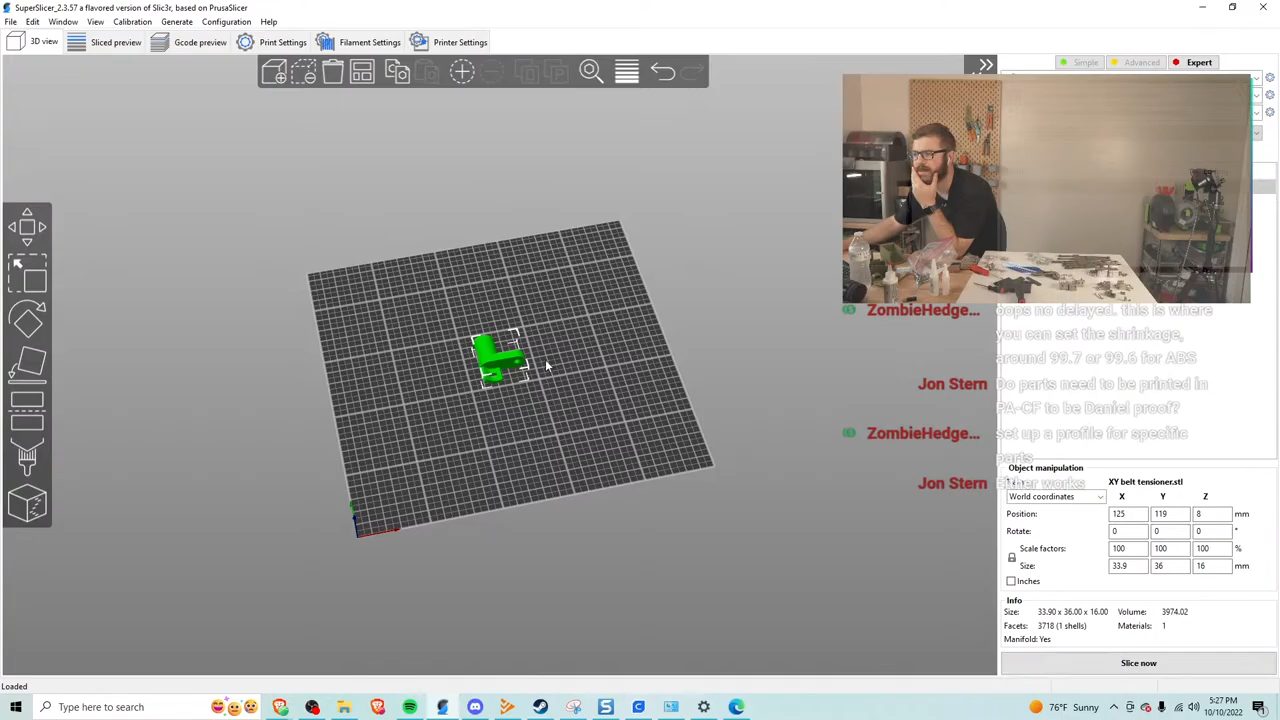 SuperSlicer_2.3.57 a flavored version of Slic3r, based on PrusaSlicer
File Edit Window View Calibration Generate Configuration Help
3D view Sliced preview Gcode preview Print Settings Filament Settings Printer Settings
Simple Advanced Expert
ZombieHedge... oops no delayed. this is where
you can set the shrinkage,
around 99.7 or 99.6 for ABS
Jon Stern Do parts need to be printed in
PA-CF to be Daniel proof?
ZombieHedge... set up a profile for specific
parts
Jon Stern Either works
Object manipulation
XY belt tensioner.stl
World coordinates X Y Z
Position: 125 119 8 mm
Rotate: 0 0 0 °
Scale factors: 100 100 100 %
Size: 33.9 36 16 mm
Inches
Info
Size: 33.90 x 36.00 x 16.00 Volume: 3974.02
Facets: 3718 (1 shells) Materials: 1
Manifold: Yes
Slice now
Loaded
Type here to search
76°F Sunny
5:27 PM
10/10/2022